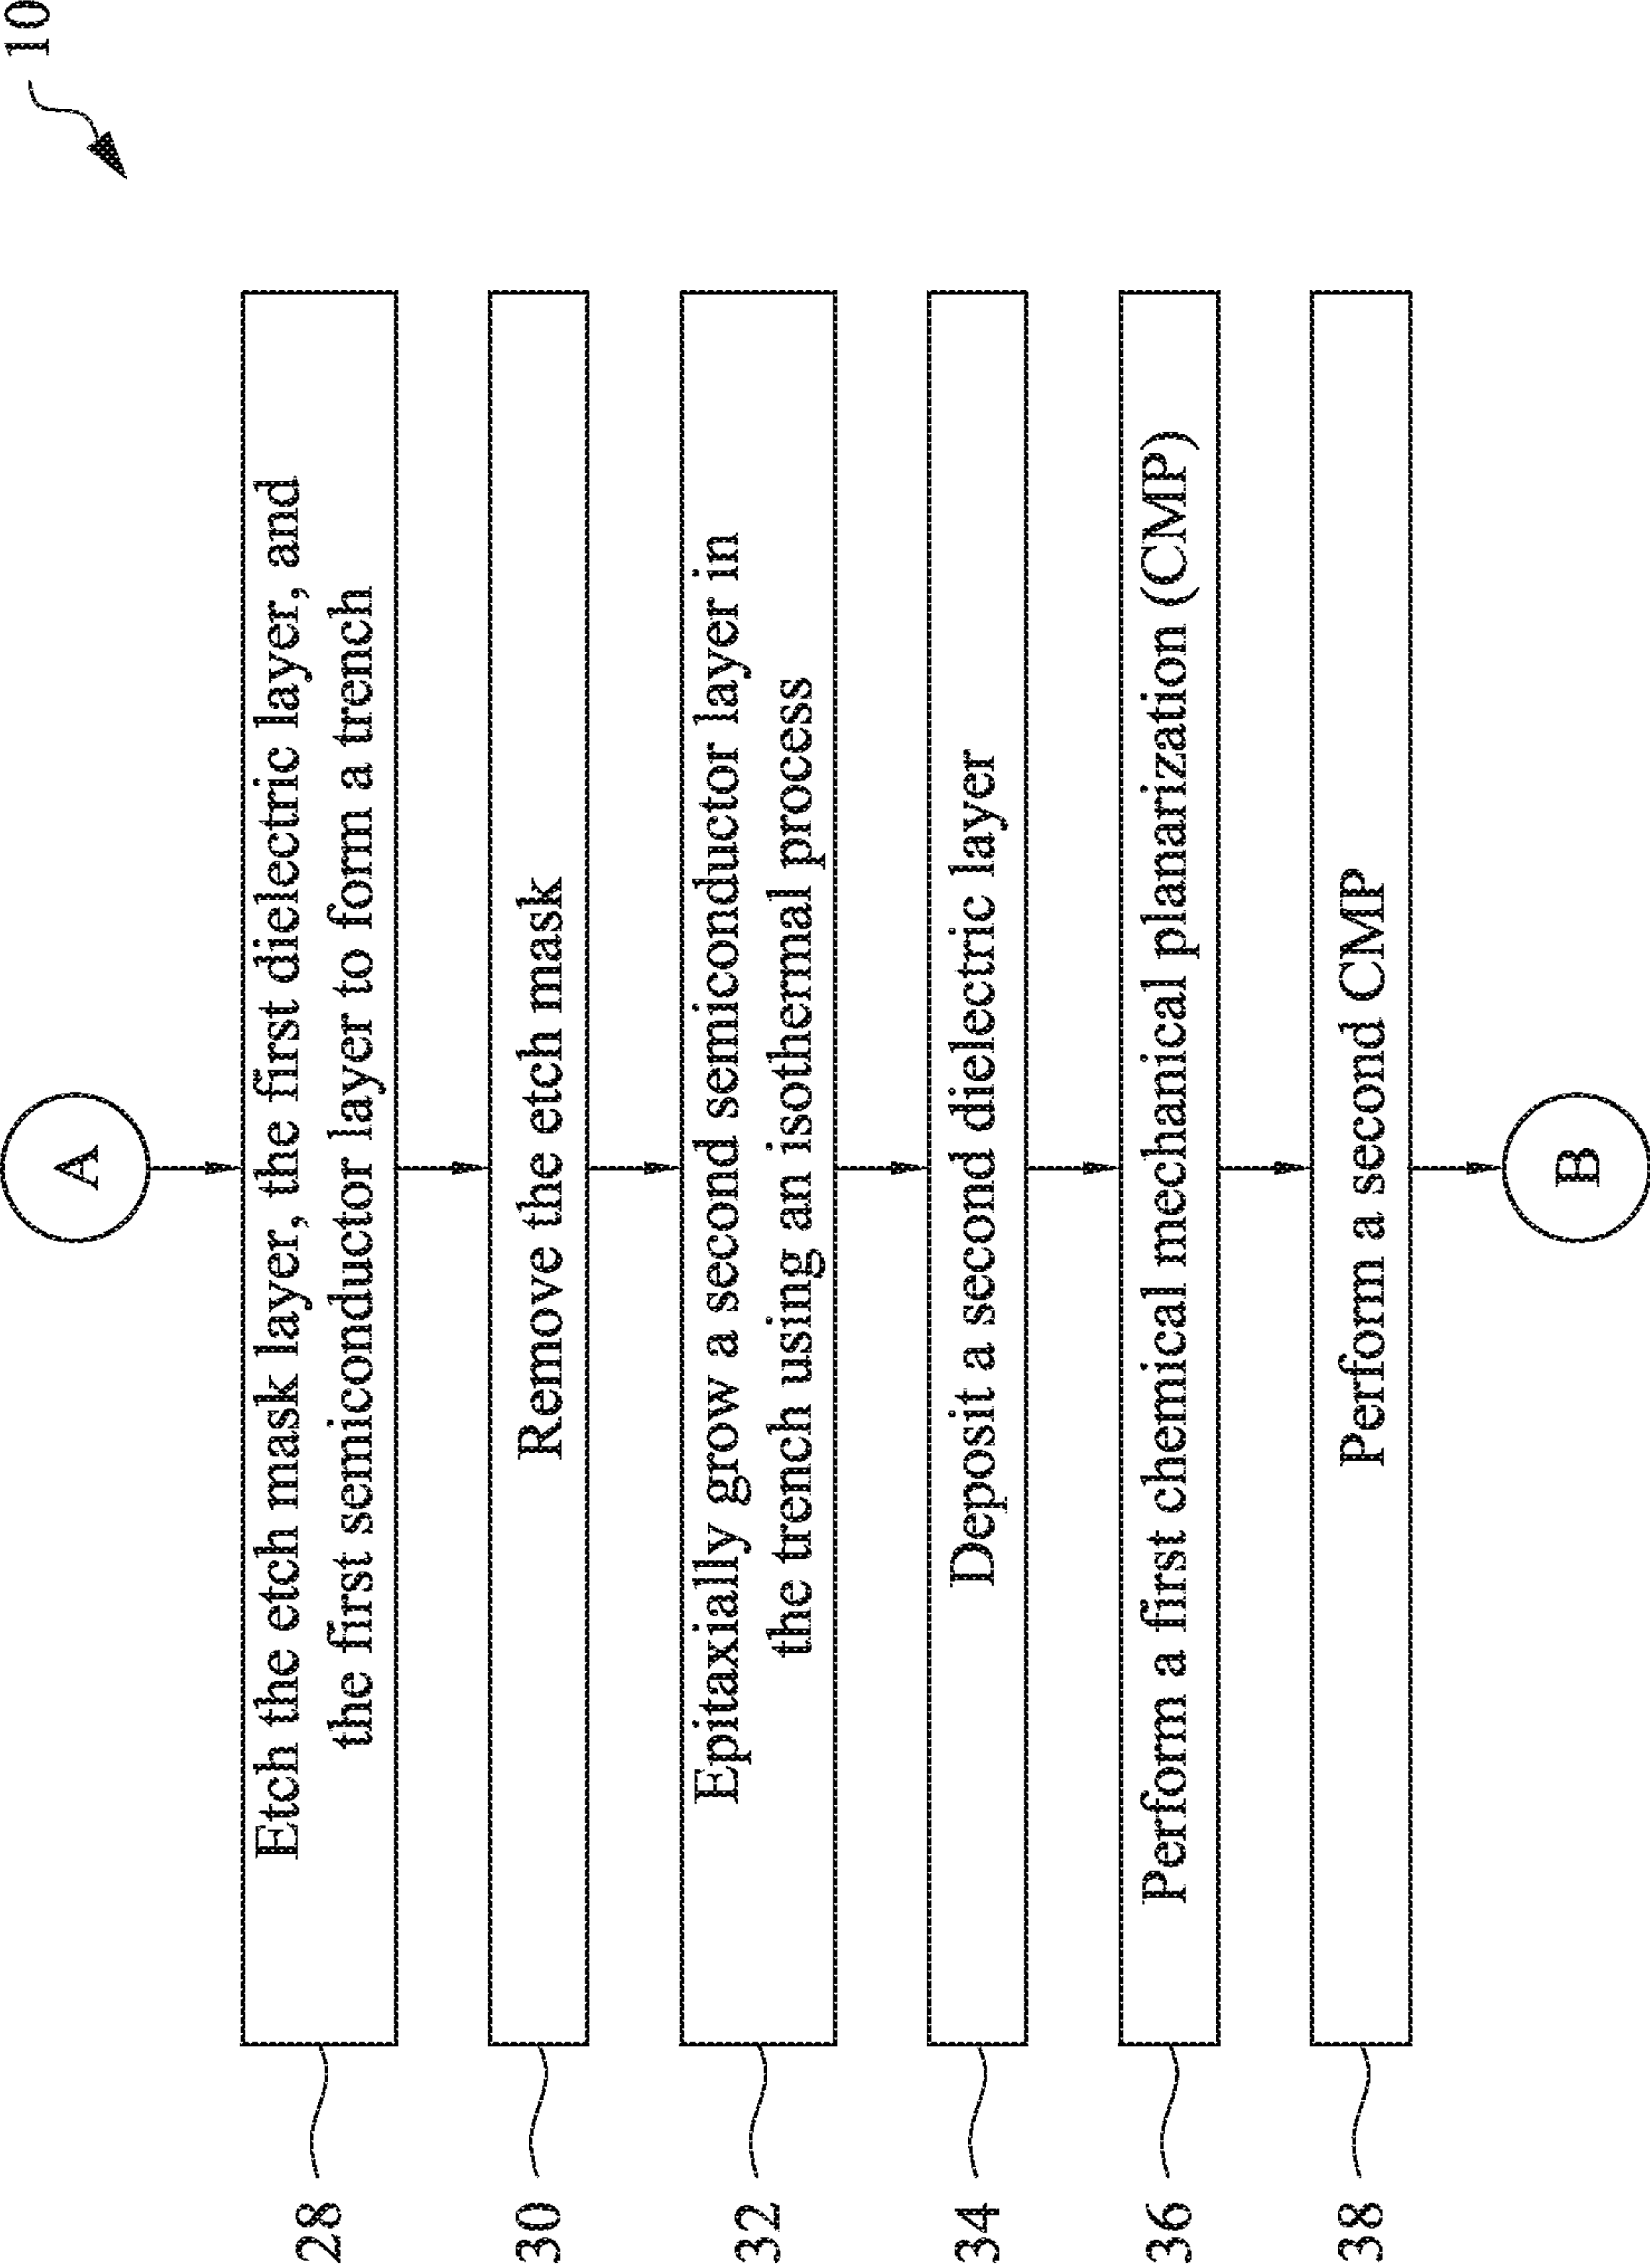 10
A
28
Etch the etch mask layer, the first dielectric layer, and
the first semiconductor layer to form a trench
30
Remove the etch mask
32
Epitaxially grow a second semiconductor layer in
the trench using an isothermal process
34
Deposit a second dielectric layer
36
Perform a first chemical mechanical planarization (CMP)
38
Perform a second CMP
B